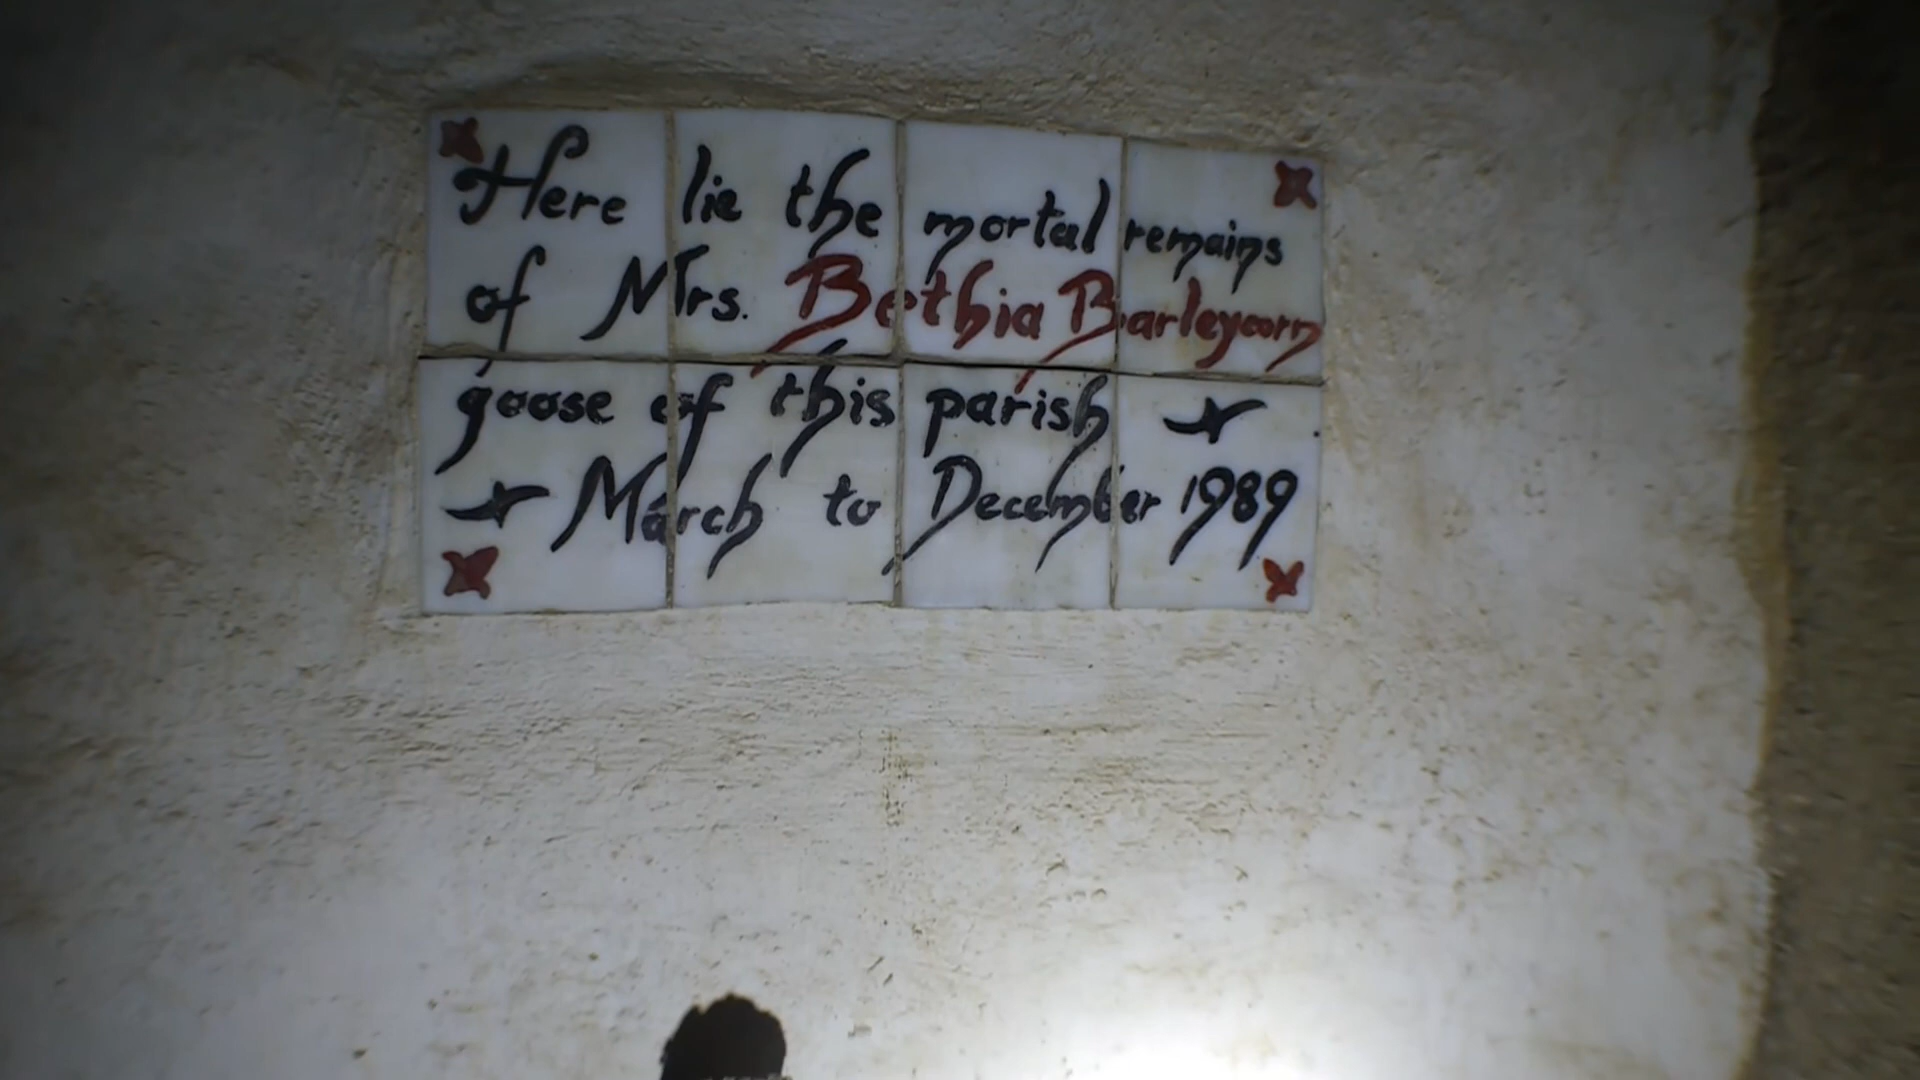 Here lie the mortal remains
of Mrs. Bethia Barleycorn
goose of this parish
March to December 1989